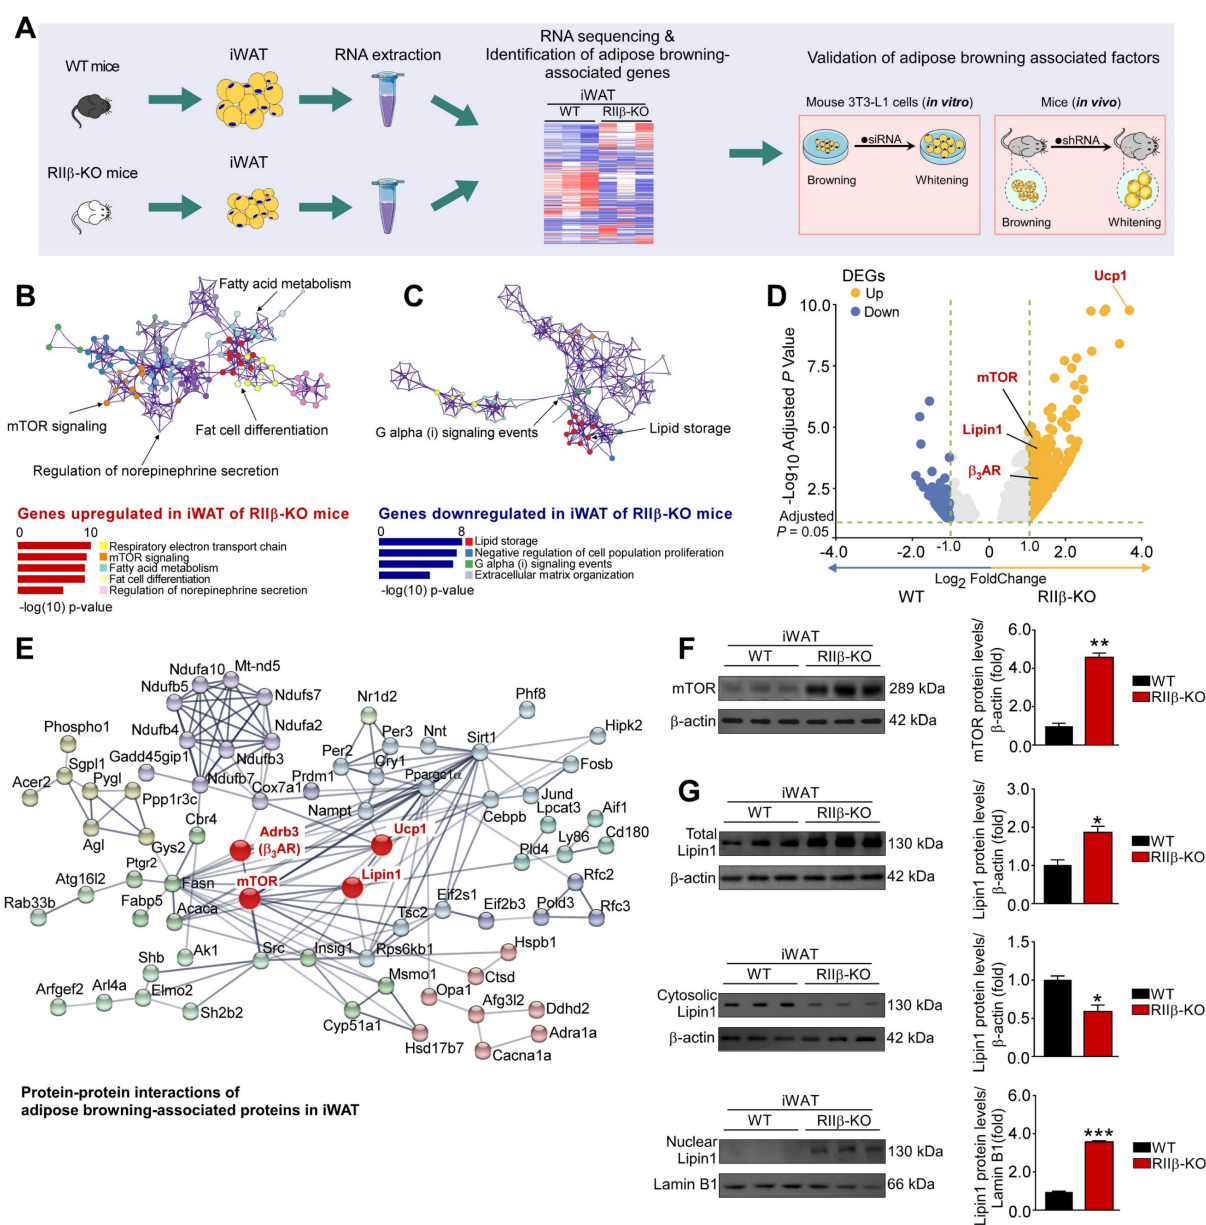 A
WT mice
iWAT
RNA extraction
RIIβ-KO mice
iWAT
RNA sequencing &
Identification of adipose browning-
associated genes
iWAT
WT RIIβ-KO
Validation of adipose browning associated factors
Mouse 3T3-L1 cells (in vitro)
●siRNA
Browning
Whitening
Mice (in vivo)
●shRNA
Browning
Whitening
B
Fatty acid metabolism
mTOR signaling
Fat cell differentiation
Regulation of norepinephrine secretion
Genes upregulated in iWAT of RIIβ-KO mice
10
Respiratory electron transport chain
mTOR signaling
Fatty acid metabolism
Fat cell differentiation
Regulation of norepinephrine secretion
-log(10) p-value
C
G alpha (i) signaling events
Lipid storage
Genes downregulated in iWAT of RIIβ-KO mice
8
Lipid storage
Negative regulation of cell population proliferation
G alpha (i) signaling events
Extracellular matrix organization
-log(10) p-value
D
DEGs
Up
Down
Ucp1
mTOR
Lipin1
β3AR
-Log10 Adjusted P Value
10.0
7.5
5.0
2.5
Adjusted
P = 0.05
-4.0
-2.0
-1.0
0
1.0
2.0
4.0
Log2 FoldChange
WT
RIIβ-KO
E
Ndufa10
Mt-nd5
Ndufb5
Ndufs7
Ndufb4
Ndufa2
Ndufb3
Ndufb7
Gadd45gip1
Cox7a1
Phospho1
Sgpl1
Acer2
Pygl
Ppp1r3c
Agl
Gys2
Cbr4
Nr1d2
Per3
Per2
Cry1
Nnt
Prdm1
Nampt
Ppargc1α
Sirt1
Phf8
Hipk2
Fosb
Jund
Cebpb
Lpcat3
Aif1
Ly86
Cd180
Pld4
Adrb3
(β3AR)
Ucp1
mTOR
Lipin1
Ptgr2
Fasn
Atg16l2
Rab33b
Fabp5
Acaca
Ak1
Src
Insig1
Rps6kb1
Tsc2
Eif2s1
Eif2b3
Pold3
Rfc2
Rfc3
Shb
Arl4a
Arfgef2
Elmo2
Sh2b2
Msmo1
Cyp51a1
Hsd17b7
Hspb1
Ctsd
Opa1
Afg3l2
Ddhd2
Adra1a
Cacna1a
Protein-protein interactions of
adipose browning-associated proteins in iWAT
F
iWAT
WT RIIβ-KO
mTOR 289 kDa
β-actin 42 kDa
mTOR protein levels/
β-actin (fold)
6.0
4.0
2.0
0.0
**
WT
RIIβ-KO
G
iWAT
WT RIIβ-KO
Total
Lipin1 130 kDa
β-actin 42 kDa
Lipin1 protein levels/
β-actin (fold)
3.0
2.0
1.0
0.0
*
WT
RIIβ-KO
iWAT
WT RIIβ-KO
Cytosolic
Lipin1 130 kDa
β-actin 42 kDa
Lipin1 protein levels/
β-actin (fold)
1.5
1.0
0.5
0.0
*
WT
RIIβ-KO
iWAT
WT RIIβ-KO
Nuclear
Lipin1 130 kDa
Lamin B1 66 kDa
Lipin1 protein levels/
Lamin B1(fold)
6.0
4.0
2.0
0.0
***
WT
RIIβ-KO